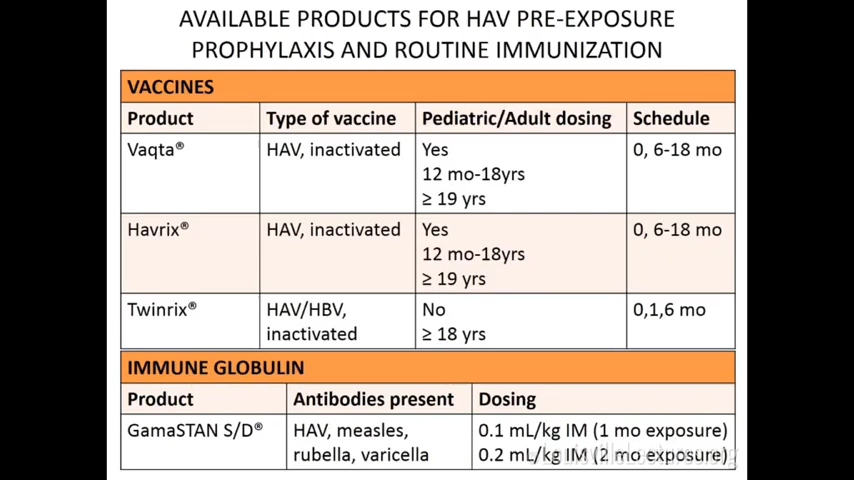 AVAILABLE PRODUCTS FOR HAV PRE-EXPOSURE
PROPHYLAXIS AND ROUTINE IMMUNIZATION
VACCINES
Product Type of vaccine Pediatric/Adult dosing Schedule
Vaqta® HAV, inactivated Yes 0, 6-18 mo
12 mo-18yrs
≥ 19 yrs
Havrix® HAV, inactivated Yes 0, 6-18 mo
12 mo-18yrs
≥ 19 yrs
Twinrix® HAV/HBV, No 0,1,6 mo
inactivated ≥ 18 yrs
IMMUNE GLOBULIN
Product Antibodies present Dosing
GamaSTAN S/D® HAV, measles, 0.1 mL/kg IM (1 mo exposure)
rubella, varicella 0.2 mL/kg IM (2 mo exposure)
LouisvilleLectures.org